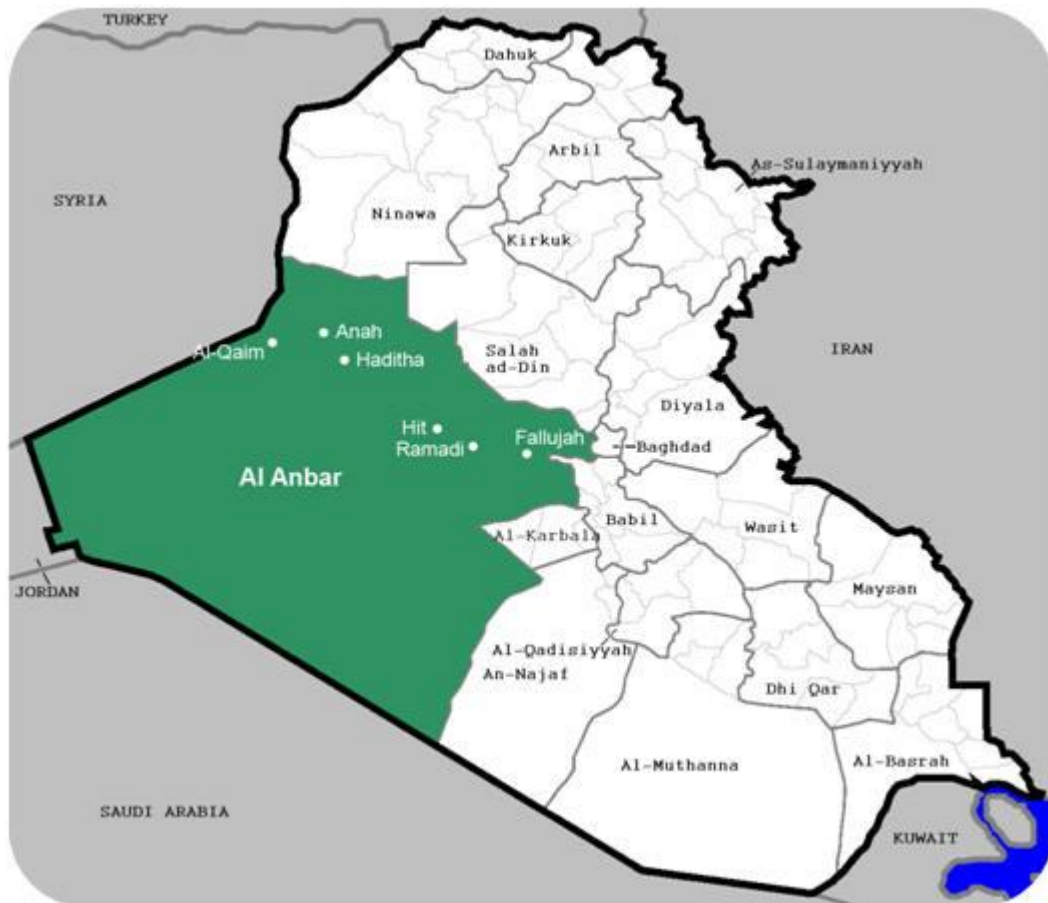 TURKEY
Dahuk
Arbil
As-Sulaymaniyyah
SYRIA
Ninawa
Kirkuk
Anah
Al-Qaim
Haditha
Salah
ad-Din
IRAN
Diyala
Hit
Ramadi
Fallujah
Baghdad
Al Anbar
Babil
Wasit
Al-Karbala
JORDAN
Maysan
Al-Qadisiyyah
An-Najaf
Dhi Qar
Al-Muthanna
Al-Basrah
SAUDI ARABIA
KUWAIT